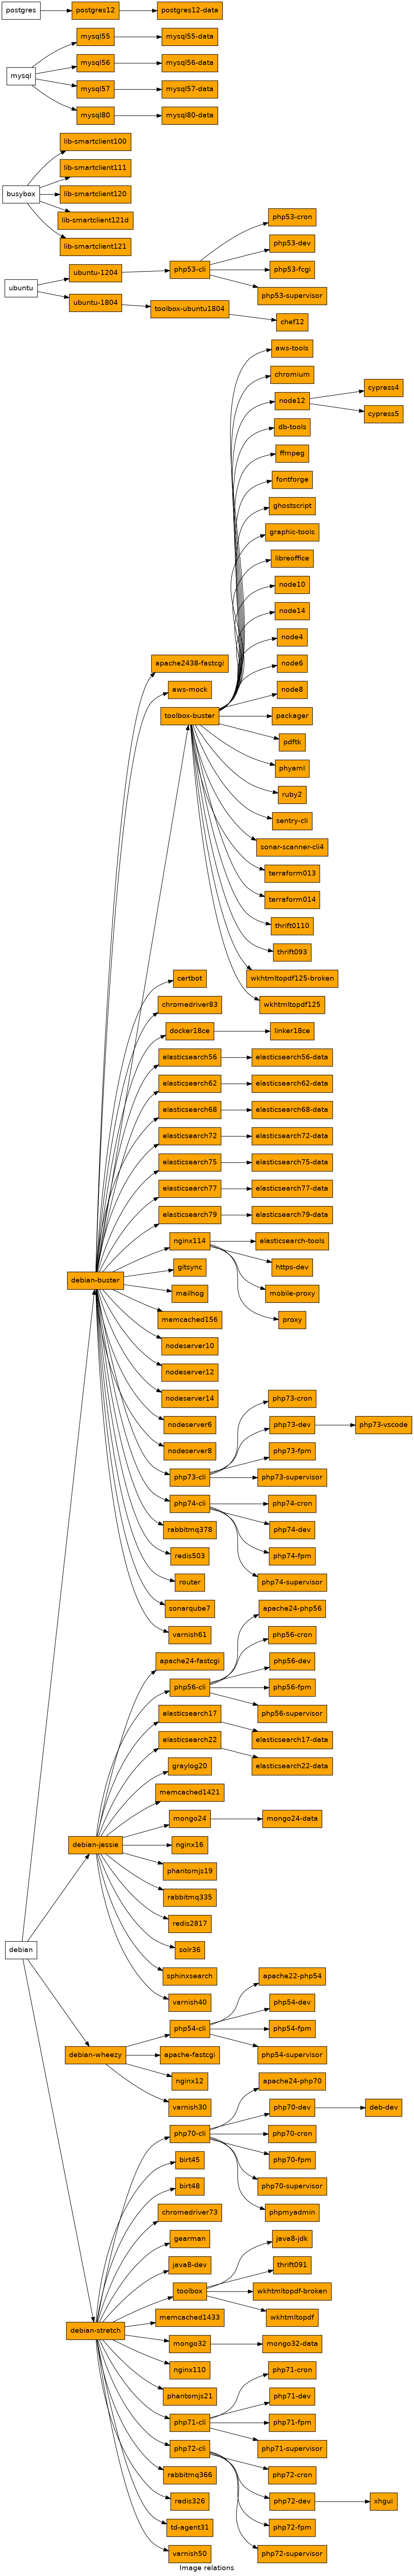 postgres postgres12 postgres12-data
mysql55 mysql55-data
mysql56 mysql56-data
mysql
mysql57 mysql57-data
mysql80 mysql80-data
lib-smartclient100
lib-smartclient111
busybox lib-smartclient120
lib-smartclient121d
lib-smartclient121
php53-cron
php53-dev
ubuntu-1204 php53-cli php53-fcgi
ubuntu
php53-supervisor
ubuntu-1804 toolbox-ubuntu1804
chef12
aws-tools
chromium
cypress4
node12
cypress5
db-tools
ffmpeg
fontforge
ghostscript
graphic-tools
libreoffice
node10
node14
node4
apache2438-fastcgi node6
aws-mock node8
toolbox-buster packager
pdftk
phyaml
ruby2
sentry-cli
sonar-scanner-cli4
terraform013
terraform014
thrift0110
thrift093
certbot wkhtmltopdf125-broken
chromedriver83 wkhtmltopdf125
docker18ce linker18ce
elasticsearch56 elasticsearch56-data
elasticsearch62 elasticsearch62-data
elasticsearch68 elasticsearch68-data
elasticsearch72 elasticsearch72-data
elasticsearch75 elasticsearch75-data
elasticsearch77 elasticsearch77-data
elasticsearch79 elasticsearch79-data
nginx114 elasticsearch-tools
gitsync https-dev
debian-buster
mailhog mobile-proxy
memcached156 proxy
nodeserver10
nodeserver12
nodeserver14 php73-cron
nodeserver6 php73-dev php73-vscode
nodeserver8 php73-fpm
php73-cli php73-supervisor
php74-cli php74-cron
rabbitmq378 php74-dev
redis503 php74-fpm
router php74-supervisor
sonarqube7 apache24-php56
varnish61 php56-cron
apache24-fastcgi php56-dev
php56-cli php56-fpm
elasticsearch17 php56-supervisor
elasticsearch22 elasticsearch17-data
graylog20 elasticsearch22-data
memcached1421
mongo24 mongo24-data
debian-jessie nginx16
phantomjs19
rabbitmq335
redis2817
solr36
debian
sphinxsearch apache22-php54
varnish40 php54-dev
php54-cli php54-fpm
debian-wheezy apache-fastcgi php54-supervisor
nginx12 apache24-php70
varnish30 php70-dev deb-dev
php70-cli php70-cron
birt45 php70-fpm
birt48 php70-supervisor
chromedriver73 phpmyadmin
gearman java8-jdk
java8-dev thrift091
toolbox wkhtmltopdf-broken
memcached1433 wkhtmltopdf
debian-stretch
mongo32 mongo32-data
nginx110 php71-cron
phantomjs21 php71-dev
php71-cli php71-fpm
php72-cli php71-supervisor
rabbitmq366 php72-cron
redis326 php72-dev xhgui
td-agent31 php72-fpm
varnish50 php72-supervisor
Image relations